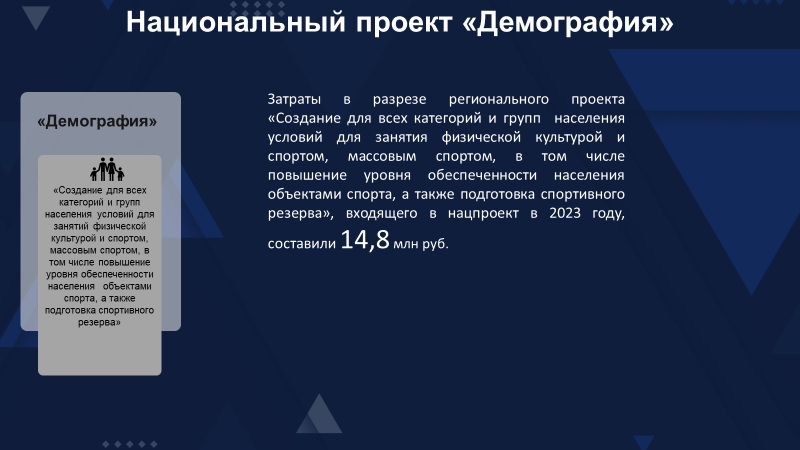 Национальный проект «Демография»
«Демография»
«Создание для всех
категорий и групп
населения условий для
занятий физической
культурой и спортом,
массовым спортом, в
том числе повышение
уровня обеспеченности
населения объектами
спорта, а также
подготовка спортивного
резерва»
Затраты в разрезе регионального проекта
«Создание для всех категорий и групп населения
условий для занятия физической культурой и
спортом, массовым спортом, в том числе
повышение уровня обеспеченности населения
объектами спорта, а также подготовка спортивного
резерва», входящего в нацпроект в 2023 году,
составили 14,8 млн руб.